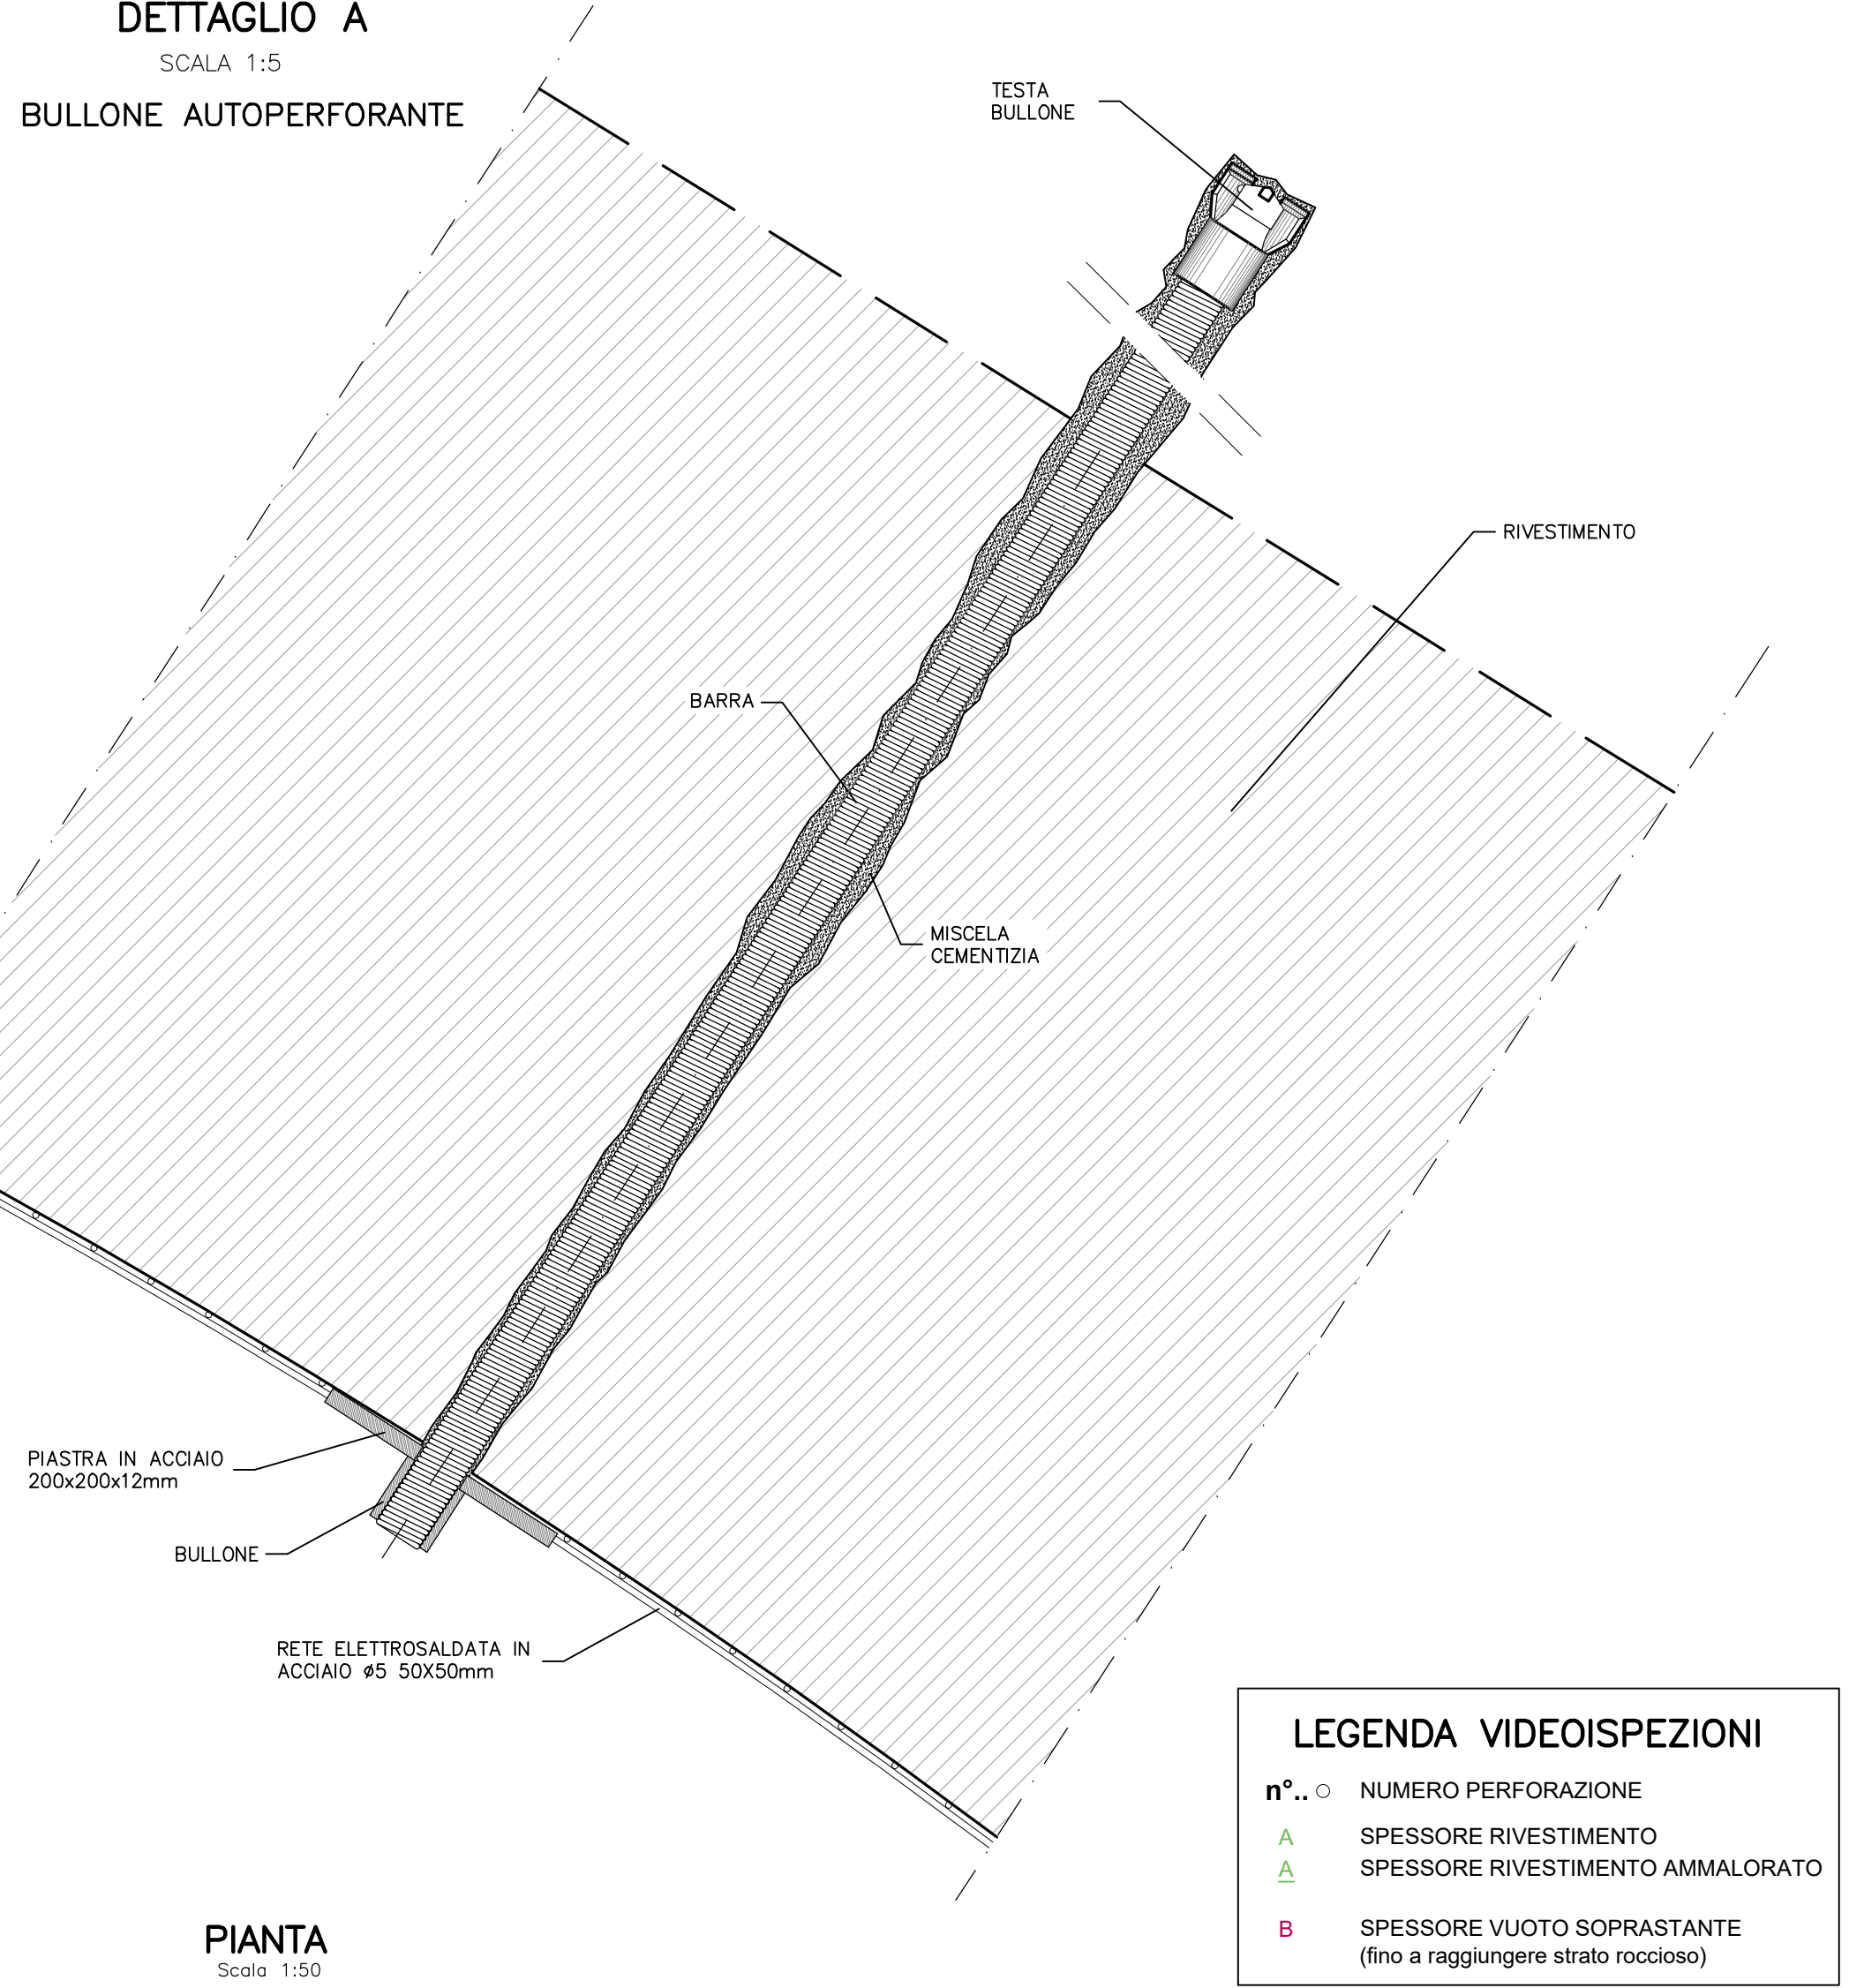 DETTAGLIO A
SCALA 1:5
BULLONE AUTOPERFORANTE
TESTA
BULLONE
RIVESTIMENTO
BARRA
MISCELA
CEMENTIZIA
PIASTRA IN ACCIAIO
200x200x12mm
BULLONE
RETE ELETTROSALDATA IN
ACCIAIO ø5 50X50mm
LEGENDA VIDEOISPEZIONI
n°.. ○ NUMERO PERFORAZIONE
A SPESSORE RIVESTIMENTO
A SPESSORE RIVESTIMENTO AMMALORATO
B SPESSORE VUOTO SOPRASTANTE
(fino a raggiungere strato roccioso)
PIANTA
Scala 1:50